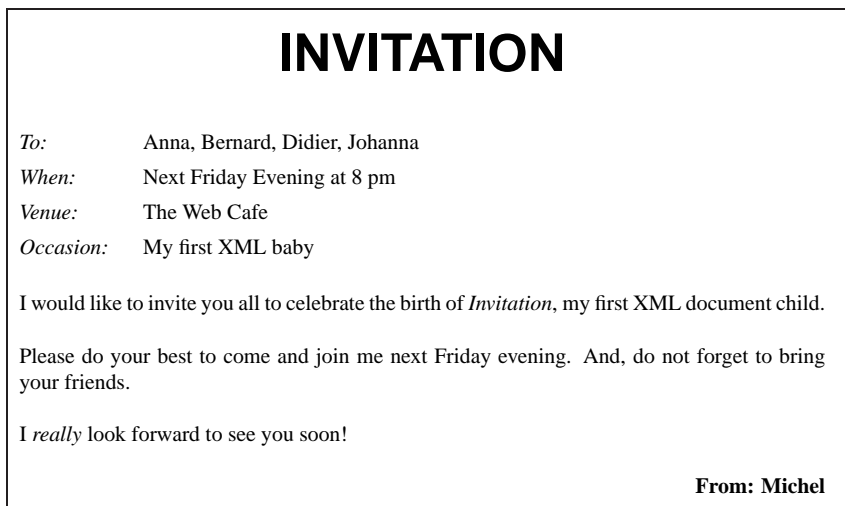 INVITATION
To: Anna, Bernard, Didier, Johanna
When: Next Friday Evening at 8 pm
Venue: The Web Cafe
Occasion: My first XML baby
I would like to invite you all to celebrate the birth of Invitation, my first XML document child.
Please do your best to come and join me next Friday evening. And, do not forget to bring
your friends.
I really look forward to see you soon!
From: Michel